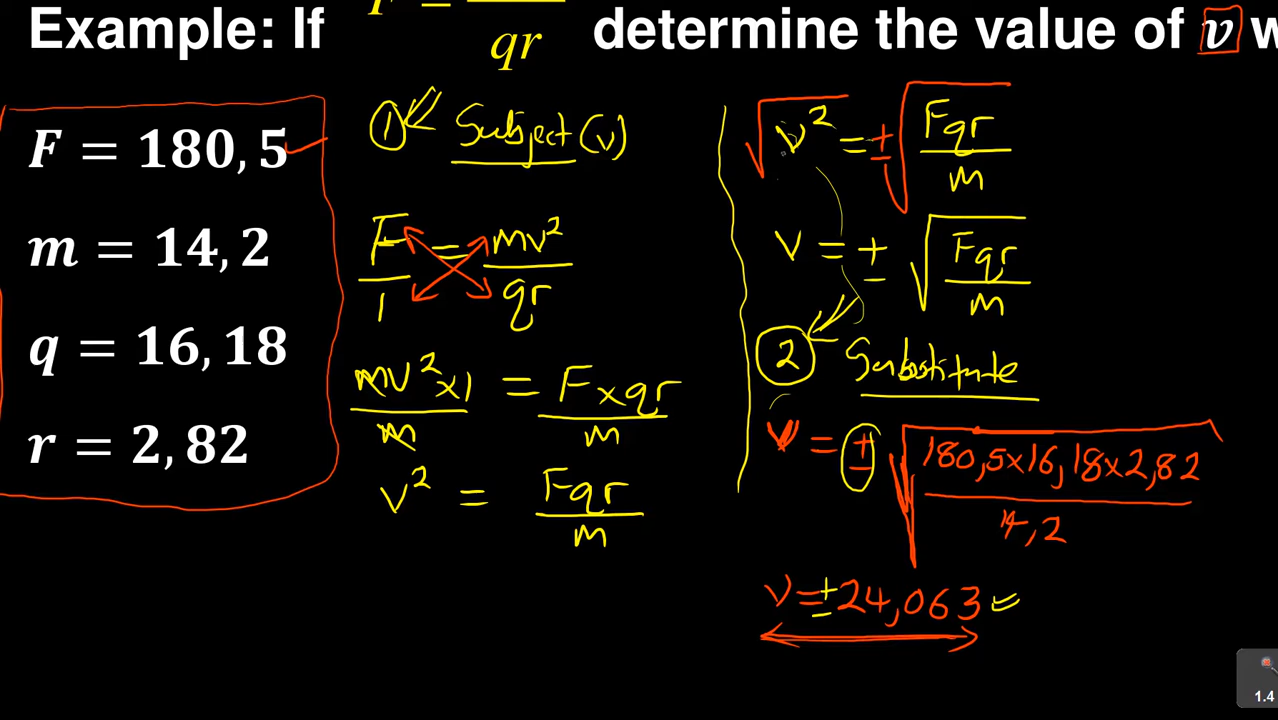 Example: If F = qr determine the value of v w
F = 180,5
m = 14,2
q = 16,18
r = 2,82
① Subject (v)
F/1 = mv²/qr
mv² x 1/m = F x qr/m
v² = Fqr/m
√v² = ± √Fqr/m
v = ± √Fqr/m
② Substitute
v = ± √180,5 x 16,18 x 2,82/14,2
v = ± 24,063
1.4